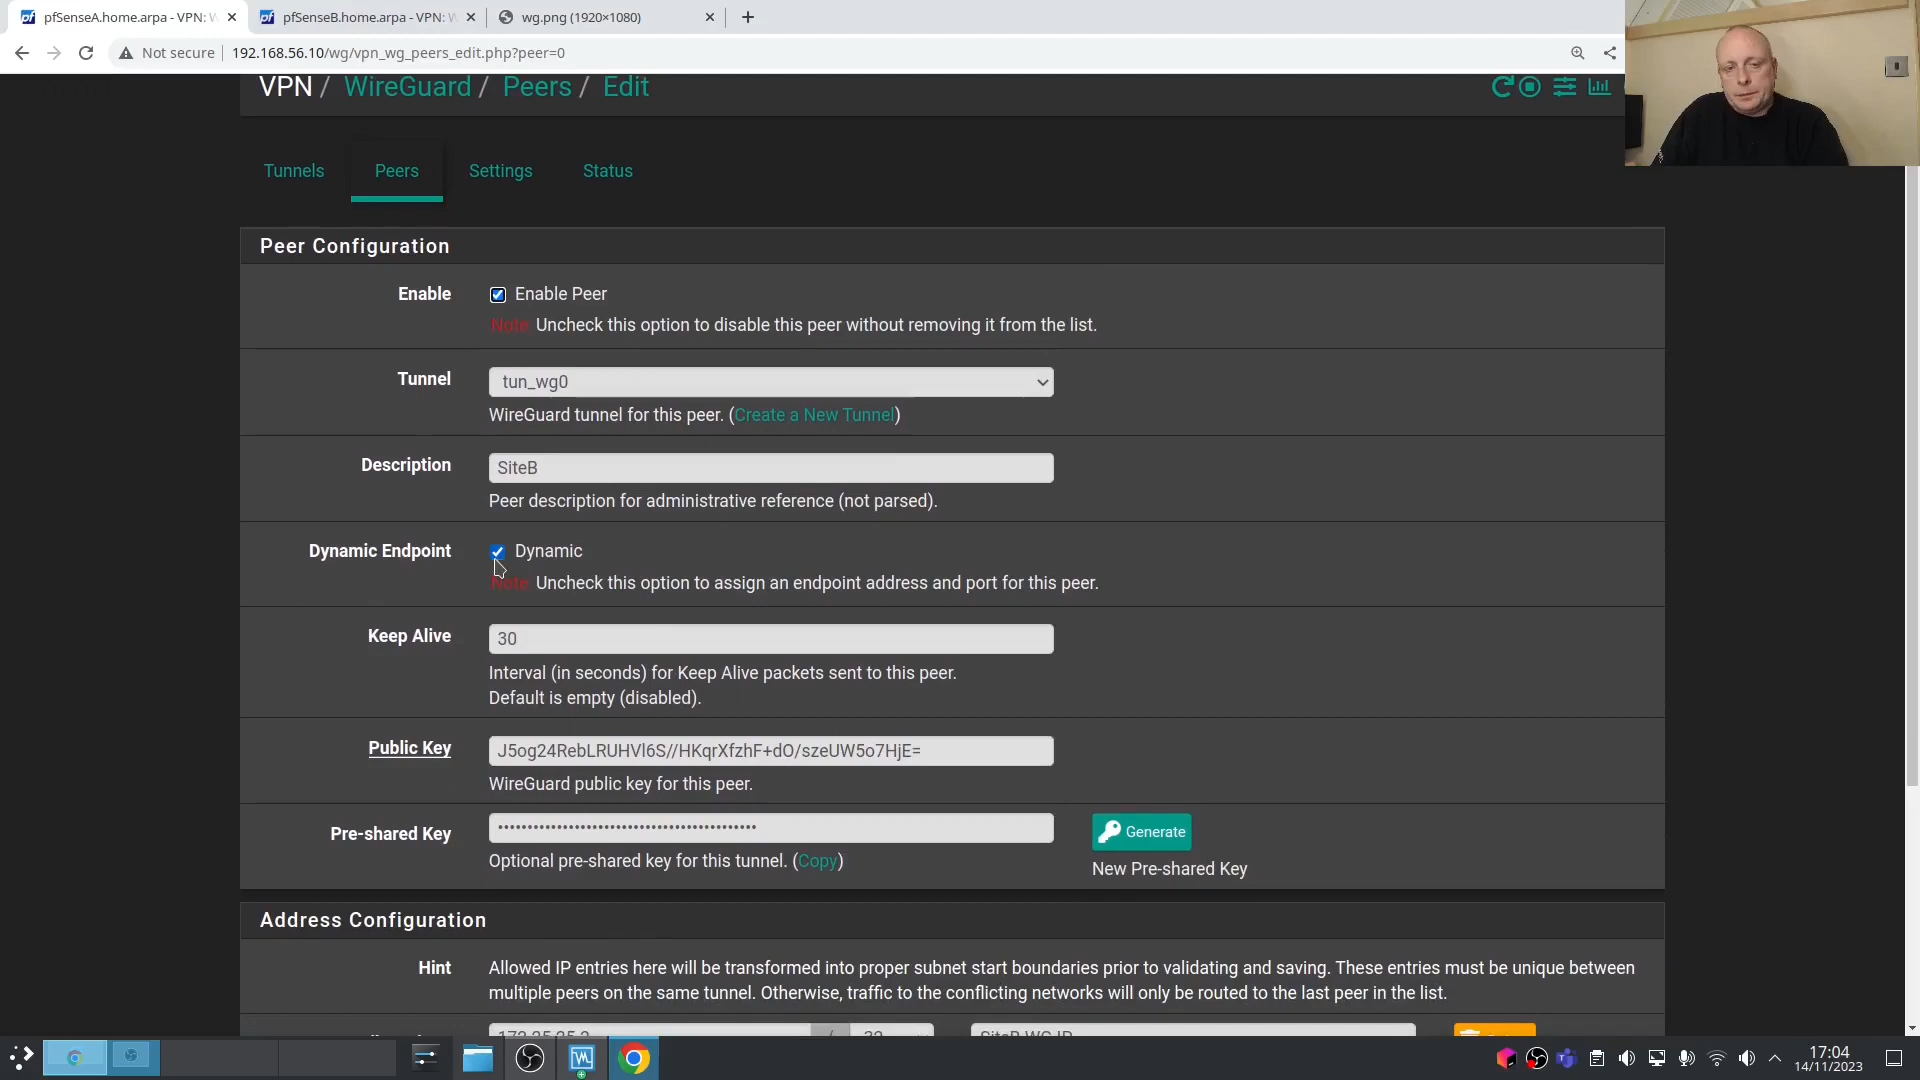 pfSenseA.home.arpa - VPN: W
pfSenseB.home.arpa - VPN: W
wg.png (1920×1080)
Not secure
192.168.56.10/wg/vpn_wg_peers_edit.php?peer=0
VPN / WireGuard / Peers / Edit
Tunnels
Peers
Settings
Status
Peer Configuration
Enable
Enable Peer
Note: Uncheck this option to disable this peer without removing it from the list.
Tunnel
tun_wg0
WireGuard tunnel for this peer. (Create a New Tunnel)
Description
SiteB
Peer description for administrative reference (not parsed).
Dynamic Endpoint
Dynamic
Note: Uncheck this option to assign an endpoint address and port for this peer.
Keep Alive
30
Interval (in seconds) for Keep Alive packets sent to this peer.
Default is empty (disabled).
Public Key
J5og24RebLRUHVl6S//HKqrXfzhF+dO/szeUW5o7HjE=
WireGuard public key for this peer.
Pre-shared Key
Generate
Optional pre-shared key for this tunnel. (Copy)
New Pre-shared Key
Address Configuration
Hint
Allowed IP entries here will be transformed into proper subnet start boundaries prior to validating and saving. These entries must be unique between
multiple peers on the same tunnel. Otherwise, traffic to the conflicting networks will only be routed to the last peer in the list.
17:04
14/11/2023